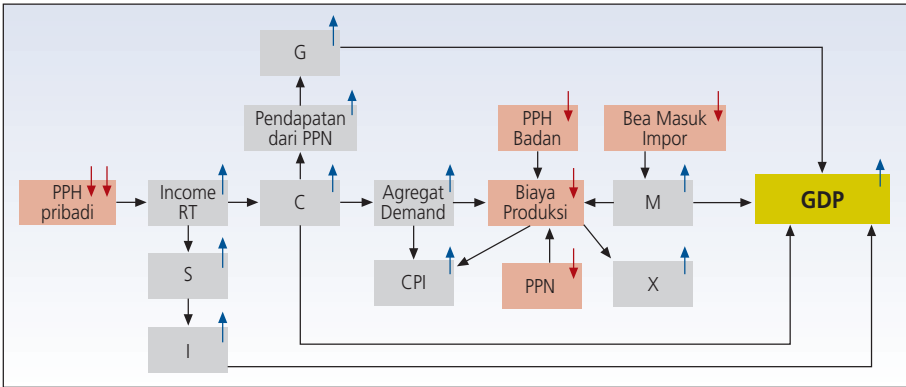 G
Pendapatan
dari PPN
PPH
Badan
Bea Masuk
Impor
PPH
pribadi
Income
RT
C
Agregat
Demand
Biaya
Produksi
M
GDP
S
CPI
PPN
X
I